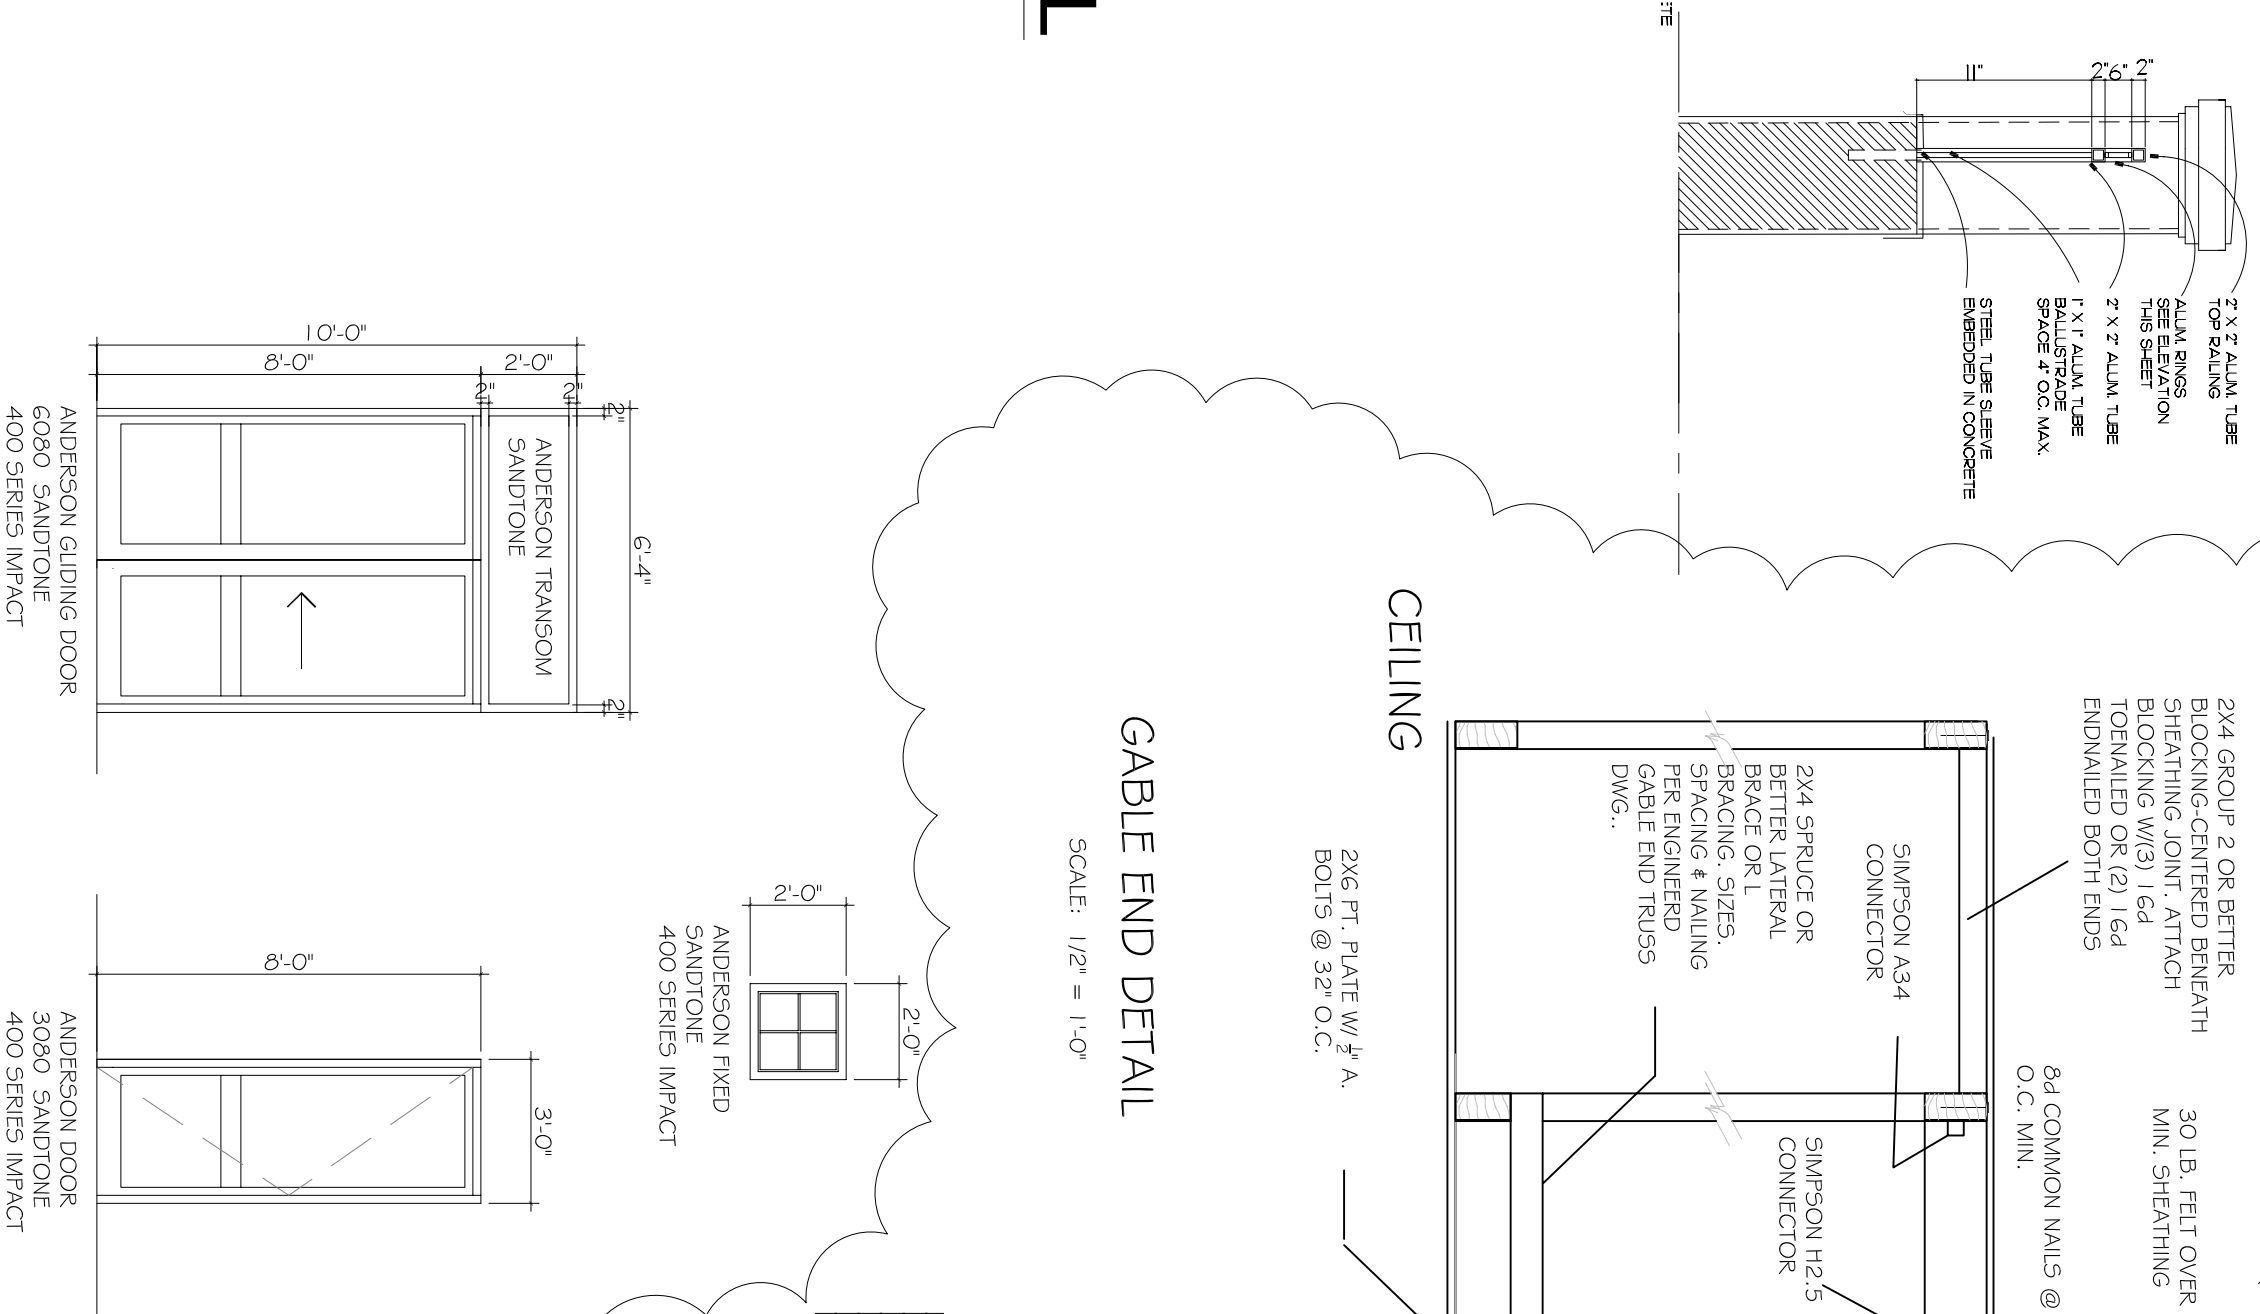 L
ETE
11"
2"
6"
2"
2" X 2" ALUM. TUBE
TOP RAILING
ALUM. RINGS
SEE ELEVATION
THIS SHEET
2" X 2" ALUM. TUBE
1" X 1" ALUM. TUBE
BALLUSTRADE
SPACE 4" O.C. MAX.
STEEL TUBE SLEEVE
EMBEDDED IN CONCRETE
2X4 GROUP 2 OR BETTER
BLOCKING-CENTERED BENEATH
SHEATHING JOINT. ATTACH
BLOCKING W/(3) 16d
TOENAILED OR (2) 16d
ENDNAILED BOTH ENDS
30 LB. FELT OVER
MIN. SHEATHING
8d COMMON NAILS @
O.C. MIN.
SIMPSON A34
CONNECTOR
2X4 SPRUCE OR
BETTER LATERAL
BRACE OR L
BRACING. SIZES.
SPACING & NAILING
PER ENGINEERD
GABLE END TRUSS
DWG..
SIMPSON H2.5
CONNECTOR
CEILING
2X6 PT. PLATE W/ 1/2" A.
BOLTS @ 32" O.C.
GABLE END DETAIL
SCALE: 1/2" = 1'-0"
10'-0"
8'-0"
2'-0"
2"
2"
2"
6'-4"
2"
ANDERSON TRANSOM
SANDTONE
ANDERSON GLIDING DOOR
6080 SANDTONE
400 SERIES IMPACT
2'-0"
2'-0"
ANDERSON FIXED
SANDTONE
400 SERIES IMPACT
8'-0"
3'-0"
ANDERSON DOOR
3080 SANDTONE
400 SERIES IMPACT